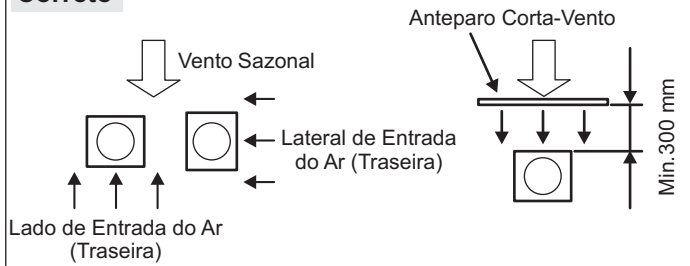 Anteparo Corta-Vento
Vento Sazonal
Lateral de Entrada
do Ar (Traseira)
Min.300 mm
Lado de Entrada do Ar
(Traseira)